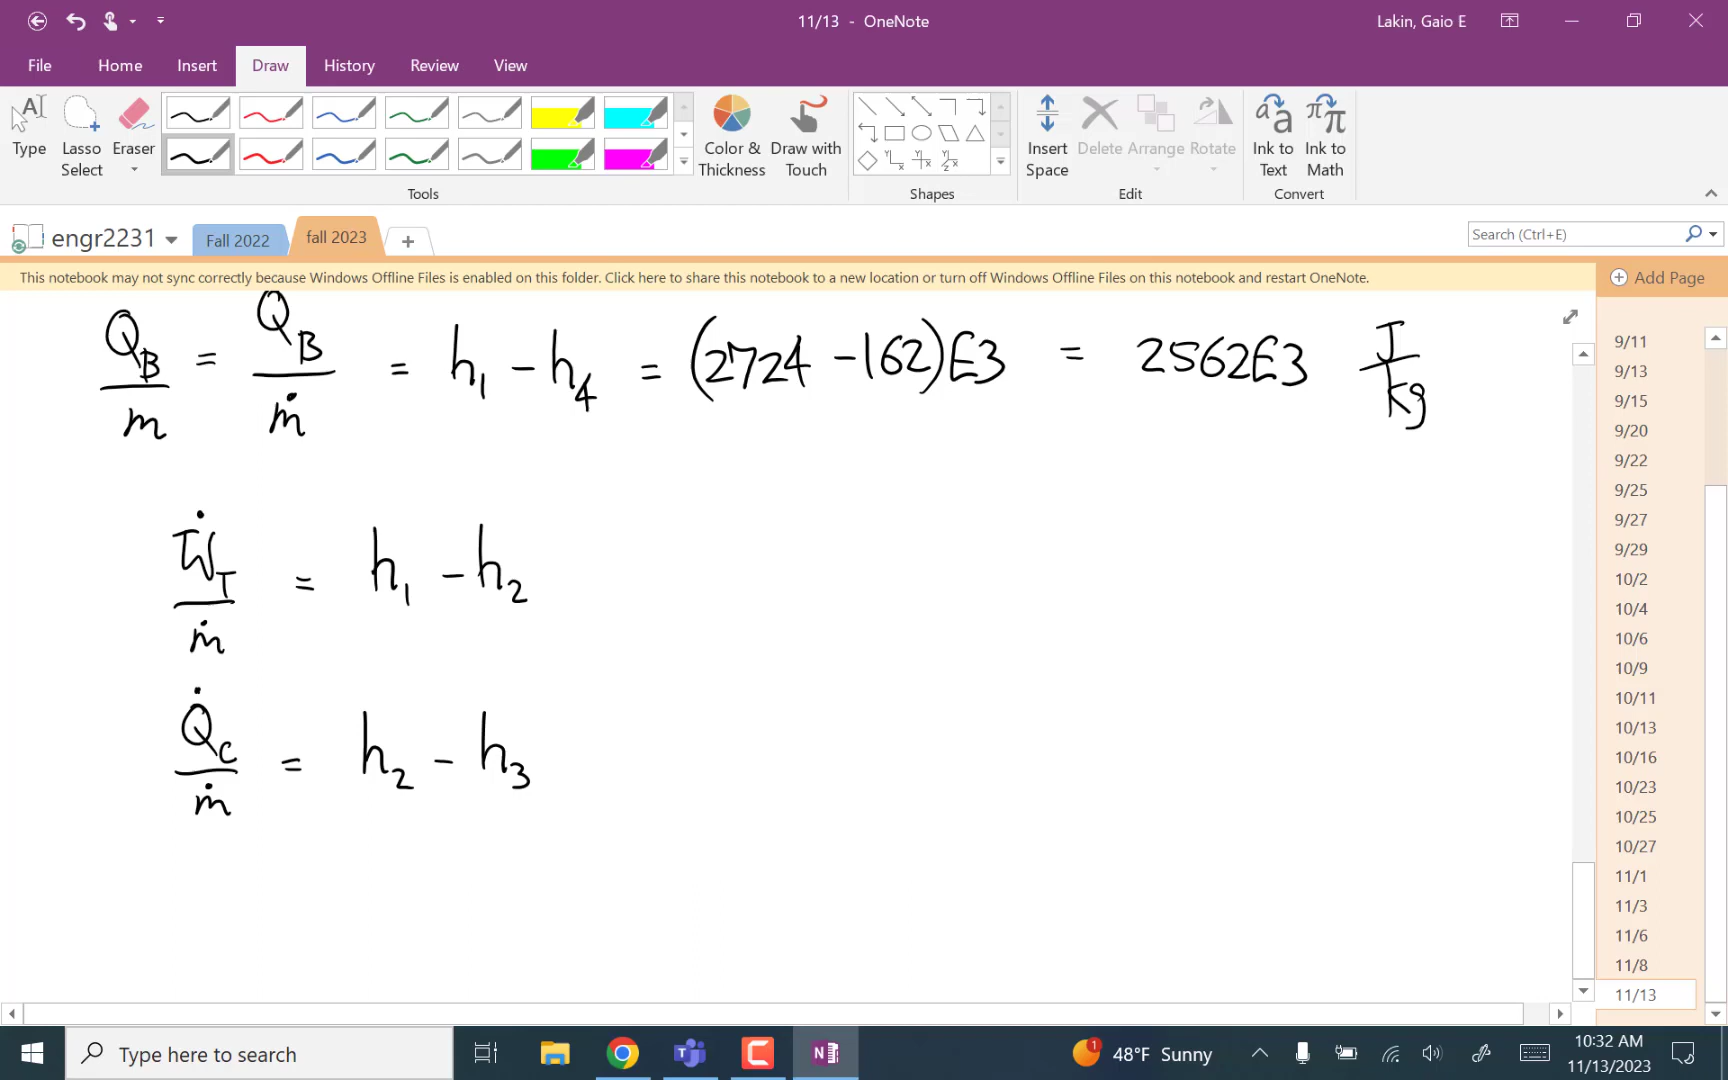 11/13 - OneNote
Lakin, Gaio E
File Home Insert Draw History Review View
Type
Lasso Select
Eraser
Color & Thickness
Draw with Touch
Insert Space
Delete Arrange Rotate
Ink to Text
Ink to Math
Tools Shapes Edit Convert
engr2231 Fall 2022 fall 2023 +
Search (Ctrl+E)
This notebook may not sync correctly because Windows Offline Files is enabled on this folder. Click here to share this notebook to a new location or turn off Windows Offline Files on this notebook and restart OneNote.
Add Page
Q_B/m = Q_B/ṁ = h₁ - h₄ = (2724 - 162)E3 = 2562E3 J/kg
Ẇ_T/ṁ = h₁ - h₂
Q̇_C/ṁ = h₂ - h₃
9/11
9/13
9/15
9/20
9/22
9/25
9/27
9/29
10/2
10/4
10/6
10/9
10/11
10/13
10/16
10/23
10/25
10/27
11/1
11/3
11/6
11/8
11/13
Type here to search
48°F Sunny
10:32 AM
11/13/2023